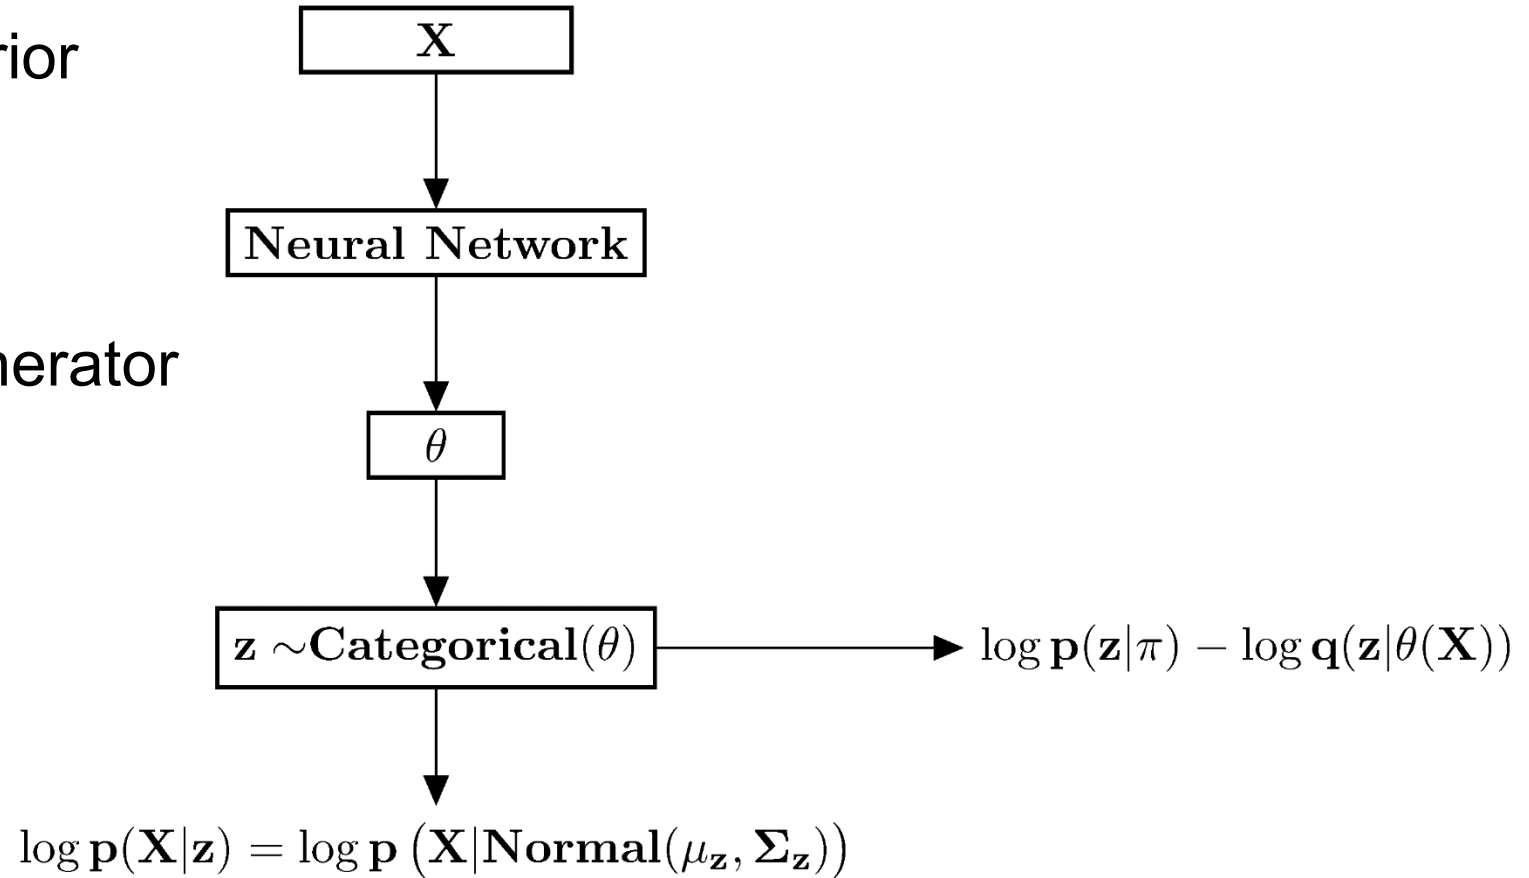 rior
X
Neural Network
nerator
θ
z ∼Categorical(θ)
log p(z|π) − log q(z|θ(X))
log p(X|z) = log p (X|Normal(μ_z, Σ_z))